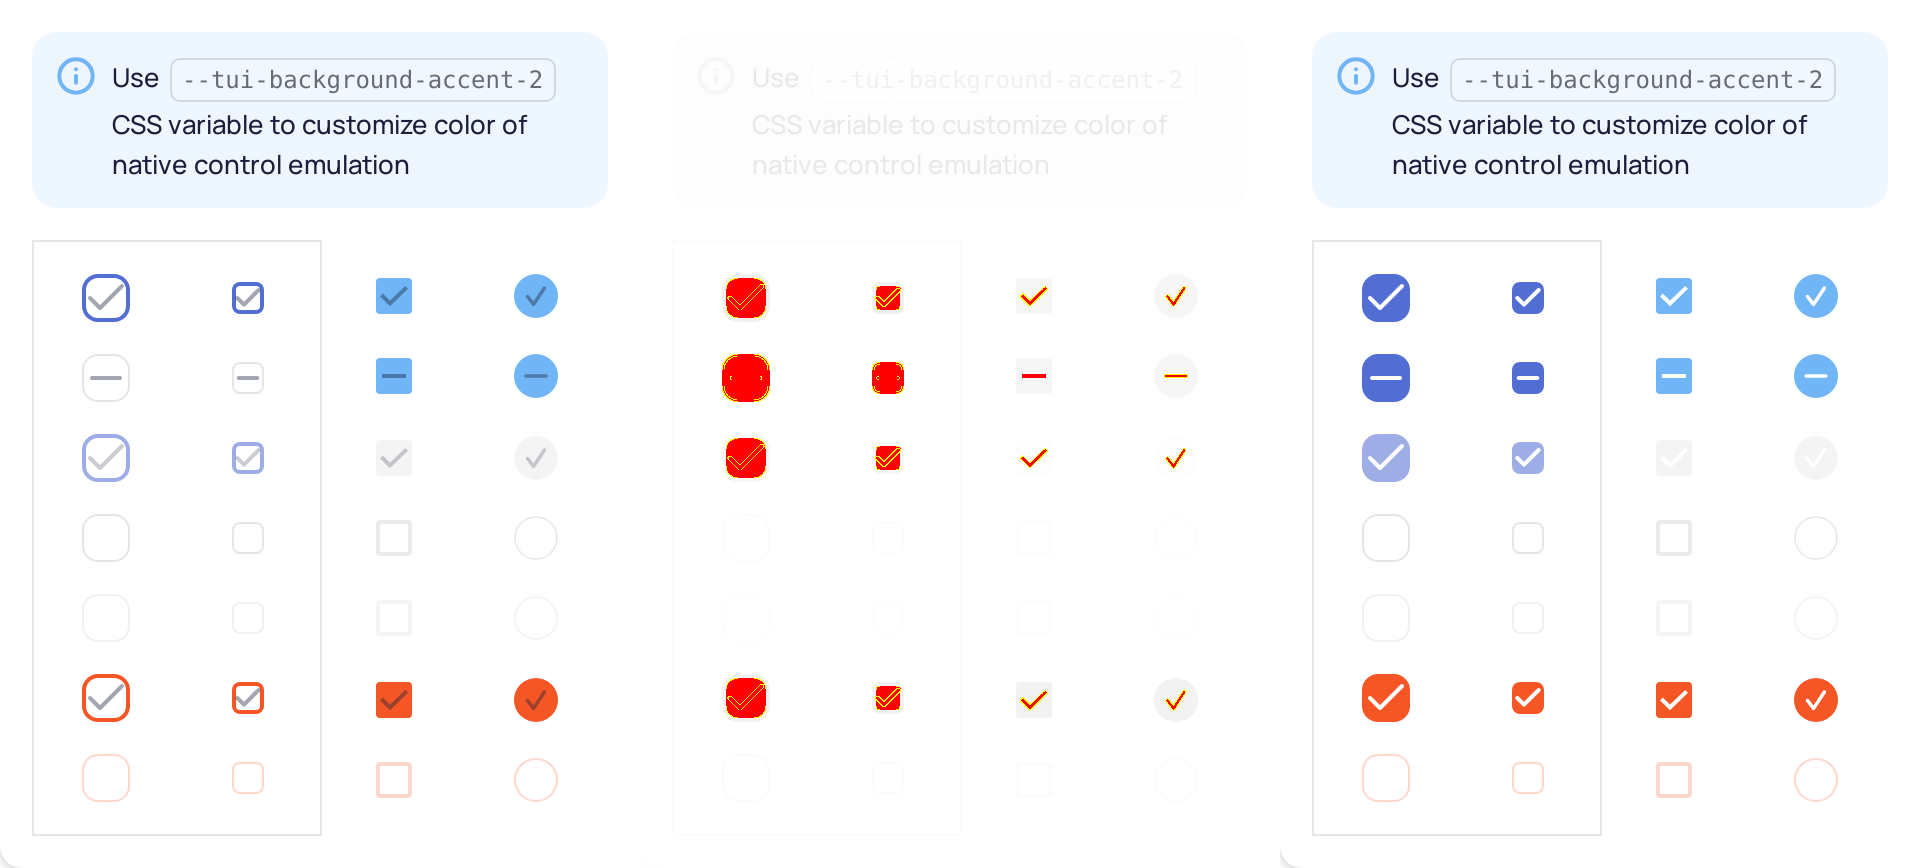 Use --tui-background-accent-2
CSS variable to customize color of
native control emulation
Use --tui-background-accent-2
CSS variable to customize color of
native control emulation
Use --tui-background-accent-2
CSS variable to customize color of
native control emulation